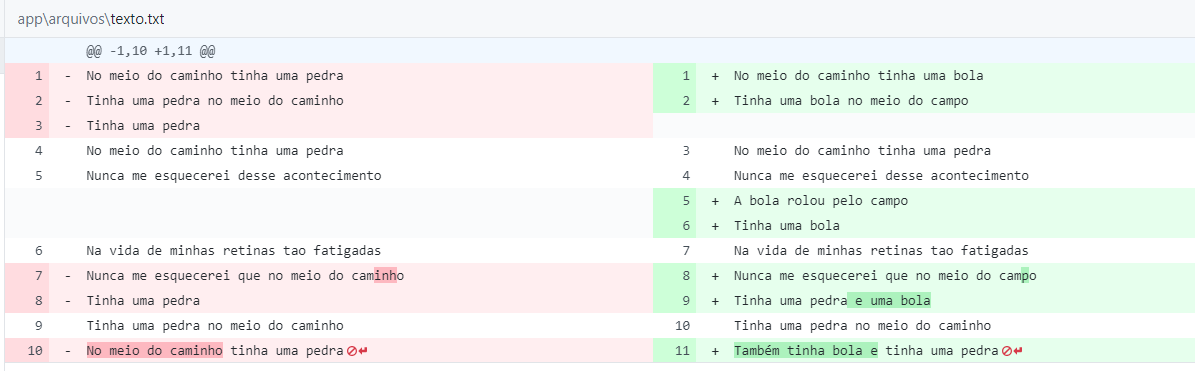 app\arquivos\texto.txt
@@ -1,10 +1,11 @@
1 - No meio do caminho tinha uma pedra 1 + No meio do caminho tinha uma bola
2 - Tinha uma pedra no meio do caminho 2 + Tinha uma bola no meio do campo
3 - Tinha uma pedra
4 No meio do caminho tinha uma pedra 3 No meio do caminho tinha uma pedra
5 Nunca me esquecerei desse acontecimento 4 Nunca me esquecerei desse acontecimento
5 + A bola rolou pelo campo
6 + Tinha uma bola
6 Na vida de minhas retinas tao fatigadas 7 Na vida de minhas retinas tao fatigadas
7 - Nunca me esquecerei que no meio do caminho 8 + Nunca me esquecerei que no meio do campo
8 - Tinha uma pedra 9 + Tinha uma pedra e uma bola
9 Tinha uma pedra no meio do caminho 10 Tinha uma pedra no meio do caminho
10 - No meio do caminho tinha uma pedra 11 + Também tinha bola e tinha uma pedra